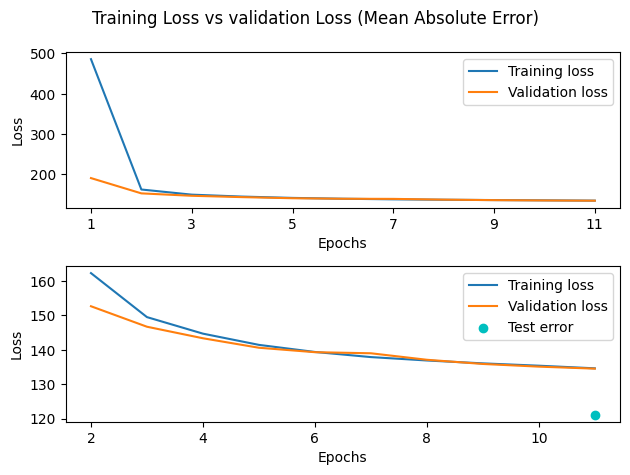 Training Loss vs validation Loss (Mean Absolute Error)
500
400
300
200
Loss
Training loss
Validation loss
1 3 5 7 9 11
Epochs
160
150
140
130
120
Loss
Training loss
Validation loss
Test error
2 4 6 8 10
Epochs